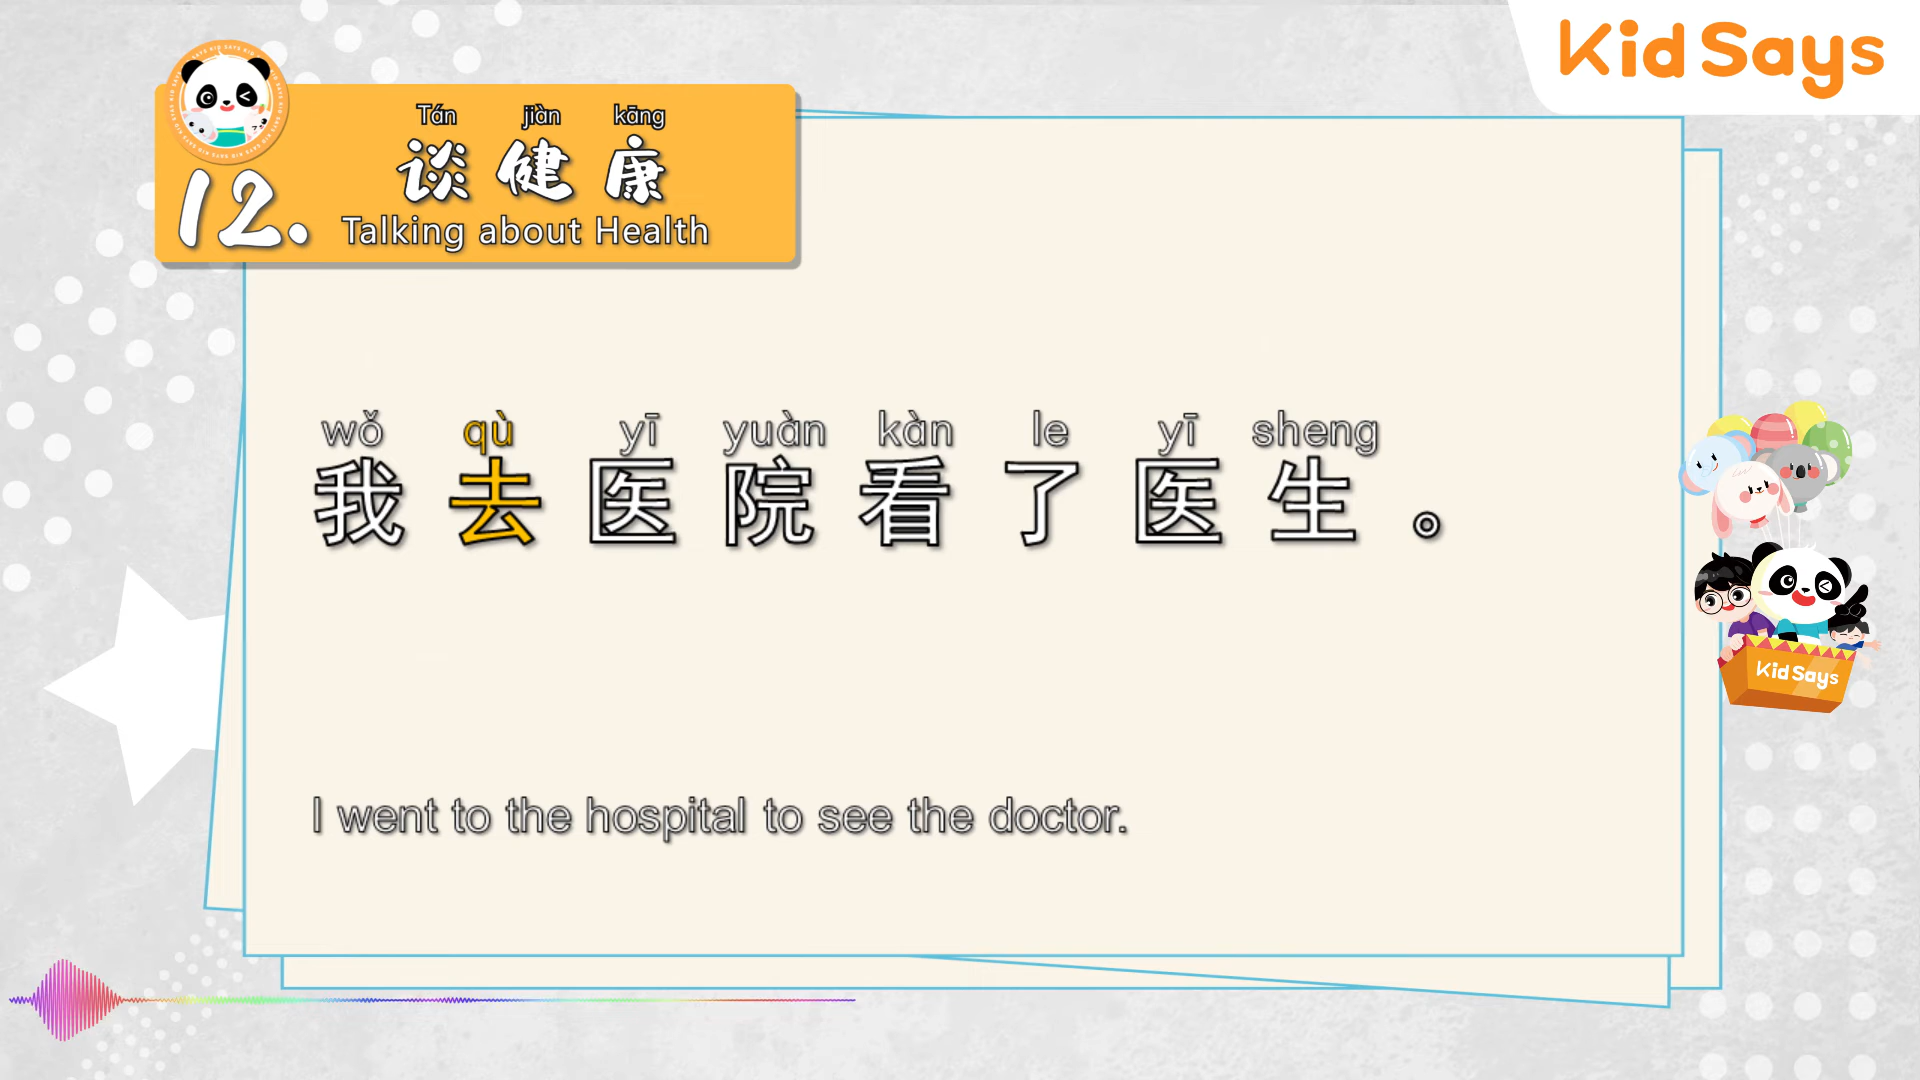 Kid Says
Tán jiàn kāng
谈健康
12.
Talking about Health
wǒ qù yī yuàn kàn le yī sheng
我去医院看了医生。
I went to the hospital to see the doctor.
Kid Says